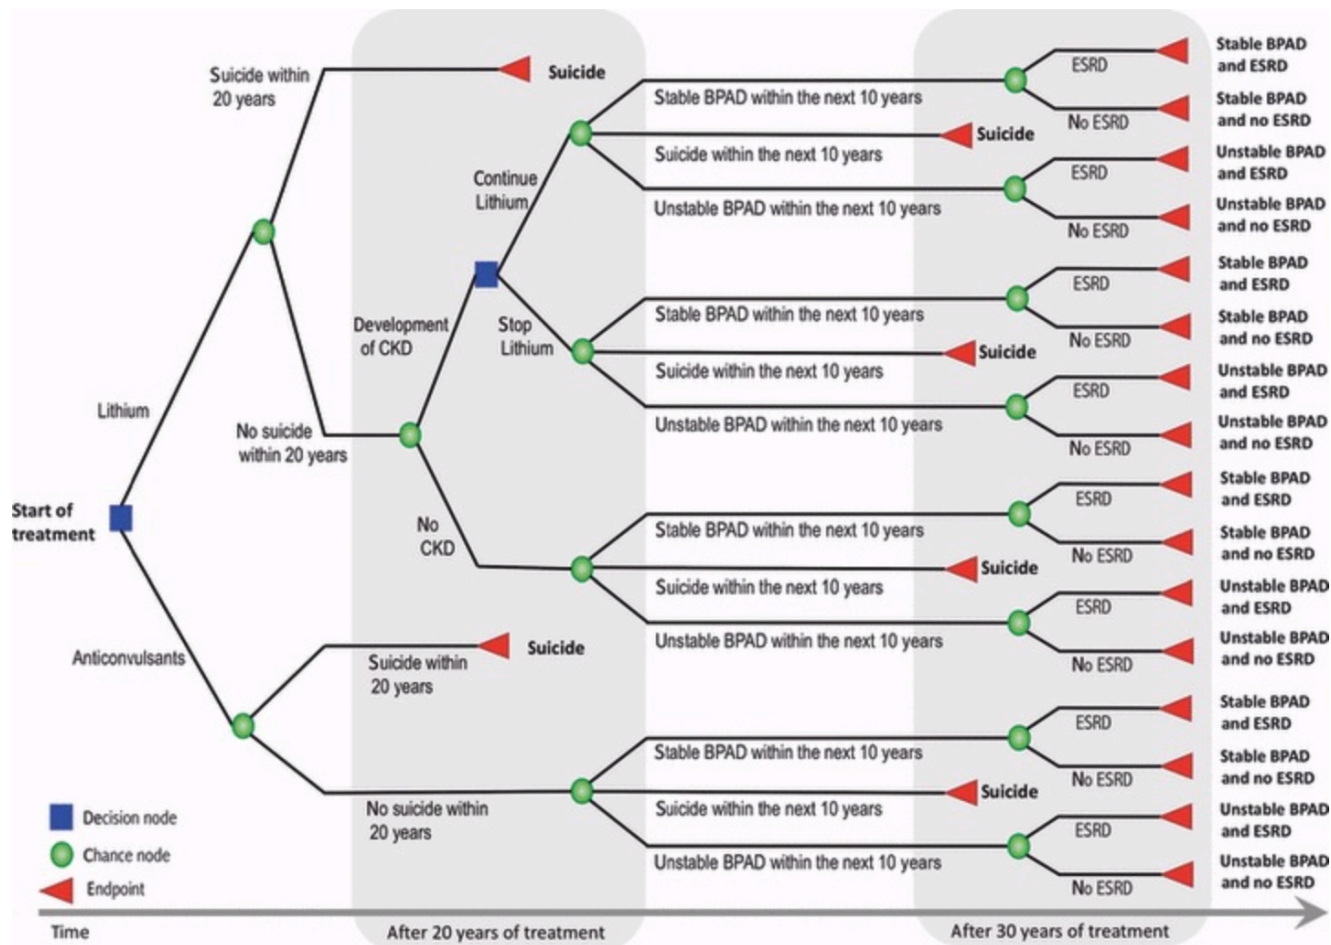 Suicide within
20 years
Suicide
Stable BPAD within the next 10 years
ESRD
Stable BPAD
and ESRD
No ESRD
Stable BPAD
and no ESRD
Suicide
Suicide within the next 10 years
Continue
Lithium
Unstable BPAD within the next 10 years
ESRD
Unstable BPAD
and ESRD
No ESRD
Unstable BPAD
and no ESRD
Development
of CKD
Stop
Lithium
Stable BPAD within the next 10 years
ESRD
Stable BPAD
and ESRD
No ESRD
Stable BPAD
and no ESRD
Suicide
Suicide within the next 10 years
Unstable BPAD within the next 10 years
ESRD
Unstable BPAD
and ESRD
No ESRD
Unstable BPAD
and no ESRD
Lithium
No suicide
within 20 years
Start of
treatment
No
CKD
Stable BPAD within the next 10 years
ESRD
Stable BPAD
and ESRD
No ESRD
Stable BPAD
and no ESRD
Suicide
Suicide within the next 10 years
Unstable BPAD within the next 10 years
ESRD
Unstable BPAD
and ESRD
No ESRD
Unstable BPAD
and no ESRD
Anticonvulsants
Suicide
Suicide within
20 years
Stable BPAD within the next 10 years
ESRD
Stable BPAD
and ESRD
No ESRD
Stable BPAD
and no ESRD
Suicide
No suicide within
20 years
Suicide within the next 10 years
Unstable BPAD within the next 10 years
ESRD
Unstable BPAD
and ESRD
No ESRD
Unstable BPAD
and no ESRD
Decision node
Chance node
Endpoint
Time
After 20 years of treatment
After 30 years of treatment